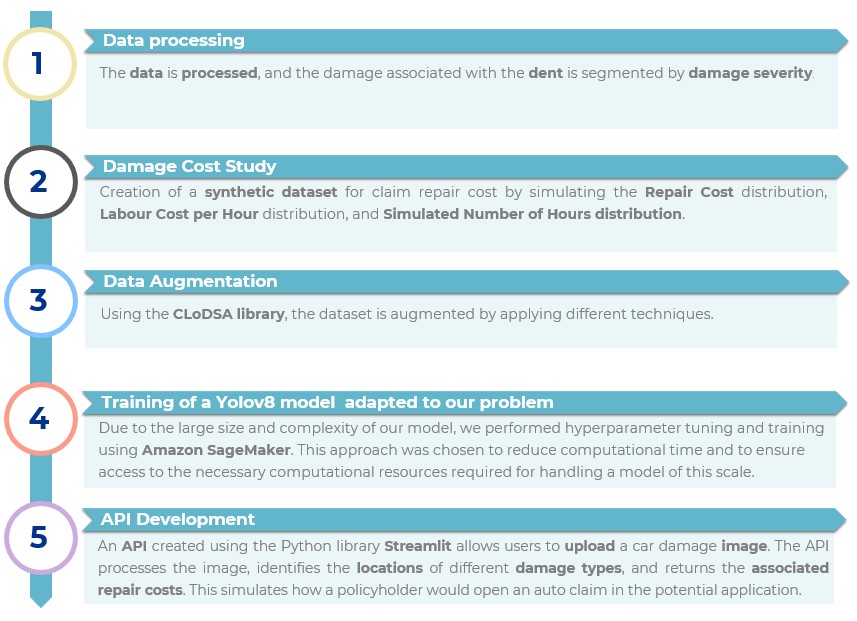 1
Data processing
The data is processed, and the damage associated with the dent is segmented by damage severity.
2
Damage Cost Study
Creation of a synthetic dataset for claim repair cost by simulating the Repair Cost distribution,
Labour Cost per Hour distribution, and Simulated Number of Hours distribution.
3
Data Augmentation
Using the CLoDSA library, the dataset is augmented by applying different techniques.
4
Training of a Yolov8 model  adapted to our problem
Due to the large size and complexity of our model, we performed hyperparameter tuning and training
using Amazon SageMaker. This approach was chosen to reduce computational time and to ensure
access to the necessary computational resources required for handling a model of this scale.
5
API Development
An API created using the Python library Streamlit allows users to upload a car damage image. The API
processes the image, identifies the locations of different damage types, and returns the associated
repair costs. This simulates how a policyholder would open an auto claim in the potential application.